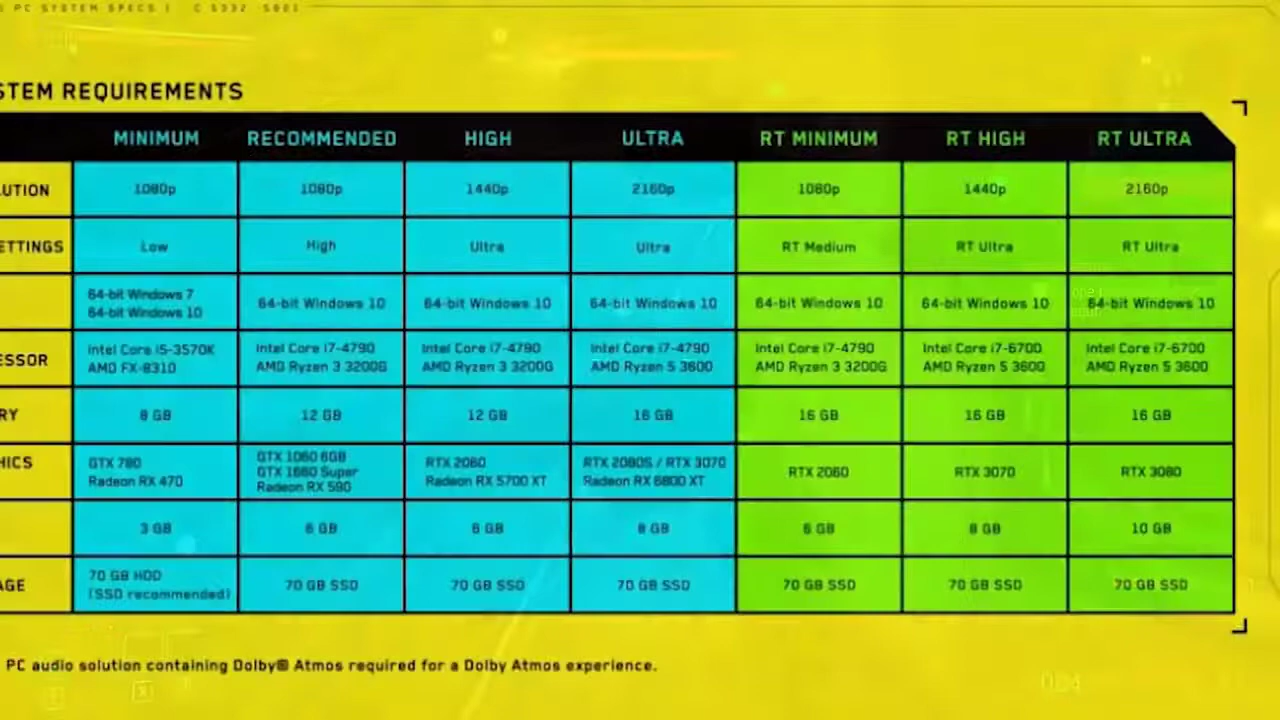 PC SYSTEM SPECS
STEM REQUIREMENTS
MINIMUM RECOMMENDED HIGH ULTRA RT MINIMUM RT HIGH RT ULTRA
LUTION 1080p 1080p 1440p 2160p 1080p 1440p 2160p
ETTINGS Low High Ultra Ultra RT Medium RT Ultra RT Ultra
64-bit Windows 7
64-bit Windows 10 64-bit Windows 10 64-bit Windows 10 64-bit Windows 10 64-bit Windows 10 64-bit Windows 10 64-bit Windows 10
ESSOR Intel Core i5-3570K Intel Core i7-4790 Intel Core i7-4790 Intel Core i7-4790 Intel Core i7-4790 Intel Core i7-6700 Intel Core i7-6700
AMD FX-8310 AMD Ryzen 3 3200G AMD Ryzen 3 3200G AMD Ryzen 5 3600 AMD Ryzen 3 3200G AMD Ryzen 5 3600 AMD Ryzen 5 3600
RY 8 GB 12 GB 12 GB 16 GB 16 GB 16 GB 16 GB
HICS GTX 780 GTX 1060 6GB RTX 2060 RTX 2080S / RTX 3070 RTX 2060 RTX 3070 RTX 3080
Radeon RX 470 GTX 1660 Super Radeon RX 5700 XT Radeon RX 6800 XT
Radeon RX 590
3 GB 6 GB 6 GB 8 GB 6 GB 8 GB 10 GB
AGE 70 GB HDD 70 GB SSD 70 GB SSD 70 GB SSD 70 GB SSD 70 GB SSD 70 GB SSD
(SSD recommended)
PC audio solution containing Dolby® Atmos required for a Dolby Atmos experience.